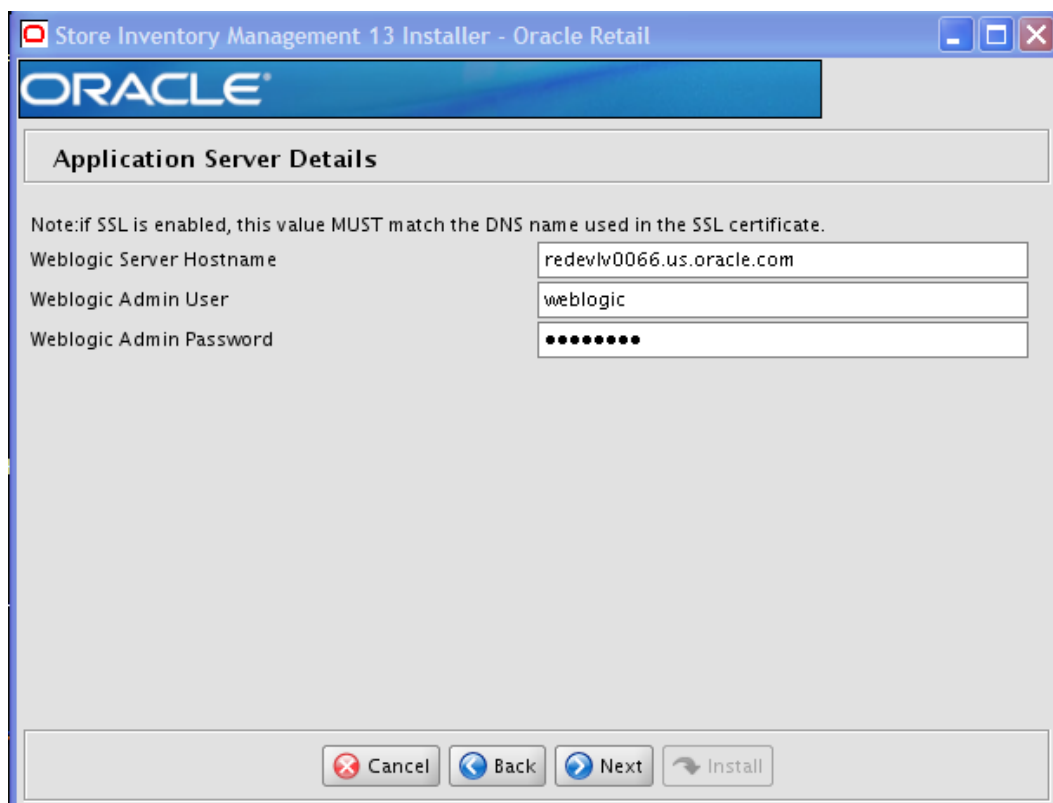 Store Inventory Management 13 Installer - Oracle Retail
ORACLE®
Application Server Details
Note:if SSL is enabled, this value MUST match the DNS name used in the SSL certificate.
Weblogic Server Hostname redevlv0066.us.oracle.com
Weblogic Admin User weblogic
Weblogic Admin Password ••••••••
Cancel Back Next Install